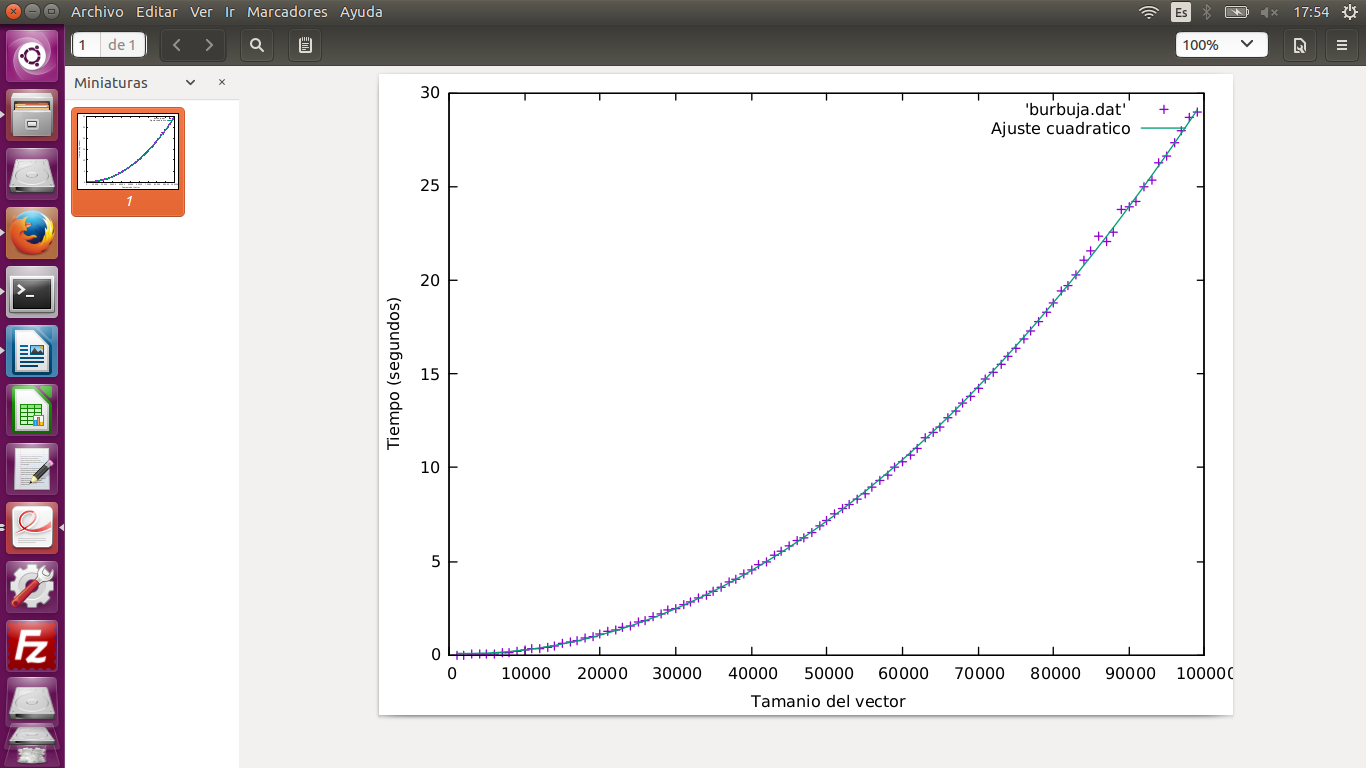 Archivo Editar Ver Ir Marcadores Ayuda
Es
17:54
1 de 1
100%
Miniaturas
1
30
25
20
15
10
5
0
Tiempo (segundos)
'burbuja.dat'
Ajuste cuadratico
0 10000 20000 30000 40000 50000 60000 70000 80000 90000 100000
Tamanio del vector
>_
Fz